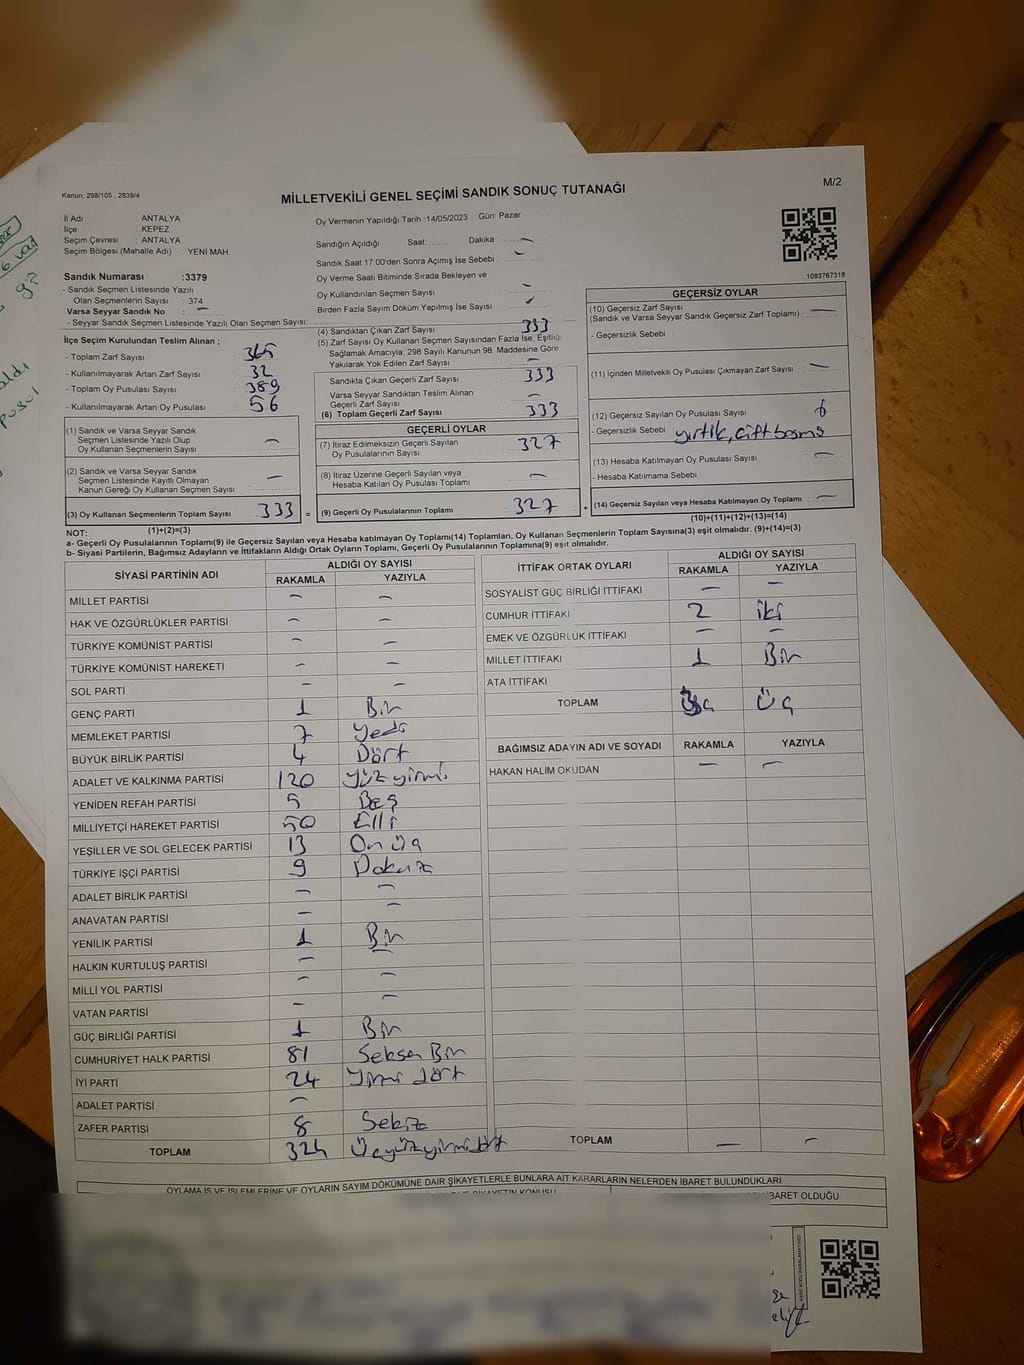 Kanun: 298/105 , 2839/4
MİLLETVEKİLİ GENEL SEÇİMİ SANDIK SONUÇ TUTANAĞI
M/2
İl Adı : ANTALYA
İlçe : KEPEZ
Seçim Çevresi : ANTALYA
Seçim Bölgesi (Mahalle Adı) : YENİ MAH.
Sandık Numarası :3379
- Sandık Seçmen Listesinde Yazılı
Olan Seçmenlerin Sayısı : 374
Varsa Seyyar Sandık No : –
- Seyyar Sandık Seçmen Listesinde Yazılı Olan Seçmen Sayısı:
Oy Vermenin Yapıldığı Tarih :14/05/2023 Gün: Pazar
Sandığın Açıldığı Saat: ....... Dakika : –
Sandık Saat 17:00'den Sonra Açımış İse Sebebi : –
Oy Verme Saati Bitiminde Sırada Bekleyen ve
Oy Kullandırılan Seçmen Sayısı –
Birden Fazla Sayım Döküm Yapılmış İse Sayısı :
1083767318
İlçe Seçim Kurulundan Teslim Alınan ;
- Toplam Zarf Sayısı 365
- Kullanılmayarak Artan Zarf Sayısı 32
- Toplam Oy Pusulası Sayısı 389
- Kullanılmayarak Artan Oy Pusulası 56
(1) Sandık ve Varsa Seyyar Sandık
Seçmen Listesinde Yazılı Olup
Oy Kullanan Seçmenlerin Sayısı –
(2) Sandık ve Varsa Seyyar Sandık
Seçmen Listesinde Kayıtlı Olmayan
Kanun Gereği Oy Kullanan Seçmen Sayısı –
(3) Oy Kullanan Seçmenlerin Toplam Sayısı 333 =
(1)+(2)=(3)
(4) Sandıktan Çıkan Zarf Sayısı 333
(5) Zarf Sayısı Oy Kullanan Seçmen Sayısından Fazla İse, Eşitliği
Sağlamak Amacıyla, 298 Sayılı Kanunun 98. Maddesine Göre
Yakılarak Yok Edilen Zarf Sayısı –
Sandıkta Çıkan Geçerli Zarf Sayısı 333
Varsa Seyyar Sandıktan Teslim Alınan
Geçerli Zarf Sayısı –
(6) Toplam Geçerli Zarf Sayısı 333
GEÇERLİ OYLAR
(7) İtiraz Edilmeksizin Geçerli Sayılan
Oy Pusulalarının Sayısı 327
(8) İtiraz Üzerine Geçerli Sayılan veya
Hesaba Katılan Oy Pusulası Toplamı –
(9) Geçerli Oy Pusulalarının Toplamı 327 +
GEÇERSİZ OYLAR
(10) Geçersiz Zarf Sayısı
(Sandık ve Varsa Seyyar Sandık Geçersiz Zarf Toplamı) : –
- Geçersizlik Sebebi
(11) İçinden Milletvekili Oy Pusulası Çıkmayan Zarf Sayısı –
(12) Geçersiz Sayılan Oy Pusulası Sayısı 6
- Geçersizlik Sebebi yırtık, çift basma
(13) Hesaba Katılmayan Oy Pusulası Sayısı –
- Hesaba Katılmama Sebebi
(14) Geçersiz Sayılan veya Hesaba Katılmayan Oy Toplamı –
(10)+(11)+(12)+(13)=(14)
NOT:
a- Geçerli Oy Pusulalarının Toplamı(9) ile Geçersiz Sayılan veya Hesaba katılmayan Oy Toplamı(14) Toplamları, Oy Kullanan Seçmenlerin Toplam Sayısına(3) eşit olmalıdır. (9)+(14)=(3)
b- Siyasi Partilerin, Bağımsız Adayların ve İttifakların Aldığı Ortak Oyların Toplamı, Geçerli Oy Pusulalarının Toplamına(9) eşit olmalıdır.
SİYASİ PARTİNİN ADI ALDIĞI OY SAYISI
RAKAMLA YAZIYLA
MİLLET PARTİSİ – –
HAK VE ÖZGÜRLÜKLER PARTİSİ – –
TÜRKİYE KOMÜNİST PARTİSİ – –
TÜRKİYE KOMÜNİST HAREKETİ – –
SOL PARTİ – –
GENÇ PARTİ 1 Bir
MEMLEKET PARTİSİ 7 Yedi
BÜYÜK BİRLİK PARTİSİ 4 Dört
ADALET VE KALKINMA PARTİSİ 120 Yüz yirmi
YENİDEN REFAH PARTİSİ 5 Beş
MİLLİYETÇİ HAREKET PARTİSİ 50 Elli
YEŞİLLER VE SOL GELECEK PARTİSİ 13 On üç
TÜRKİYE İŞÇİ PARTİSİ 9 Dokuz
ADALET BİRLİK PARTİSİ – –
ANAVATAN PARTİSİ – –
YENİLİK PARTİSİ 1 Bir
HALKIN KURTULUŞ PARTİSİ – –
MİLLİ YOL PARTİSİ – –
VATAN PARTİSİ – –
GÜÇ BİRLİĞİ PARTİSİ 1 Bir
CUMHURİYET HALK PARTİSİ 81 Seksen Bir
İYİ PARTİ 24 Yirmi dört
ADALET PARTİSİ –
ZAFER PARTİSİ 8 Sekiz
TOPLAM 324 Üçyüzyirmidört
İTTİFAK ORTAK OYLARI ALDIĞI OY SAYISI
RAKAMLA YAZIYLA
SOSYALİST GÜÇ BİRLİĞİ İTTİFAKI – –
CUMHUR İTTİFAKI 2 iki
EMEK VE ÖZGÜRLÜK İTTİFAKI – –
MİLLET İTTİFAKI 1 Bir
ATA İTTİFAKI
TOPLAM Üç
BAĞIMSIZ ADAYIN ADI VE SOYADI RAKAMLA YAZIYLA
HAKAN HALİM OKUDAN – –
TOPLAM – –
OYLAMA İŞ VE İŞLEMLERİNE VE OYLARIN SAYIM DÖKÜMÜNE DAİR ŞİKAYETLERLE BUNLARA AİT KARARLARIN NELERDEN İBARET BULUNDUKLARI
İBARET OLDUĞU